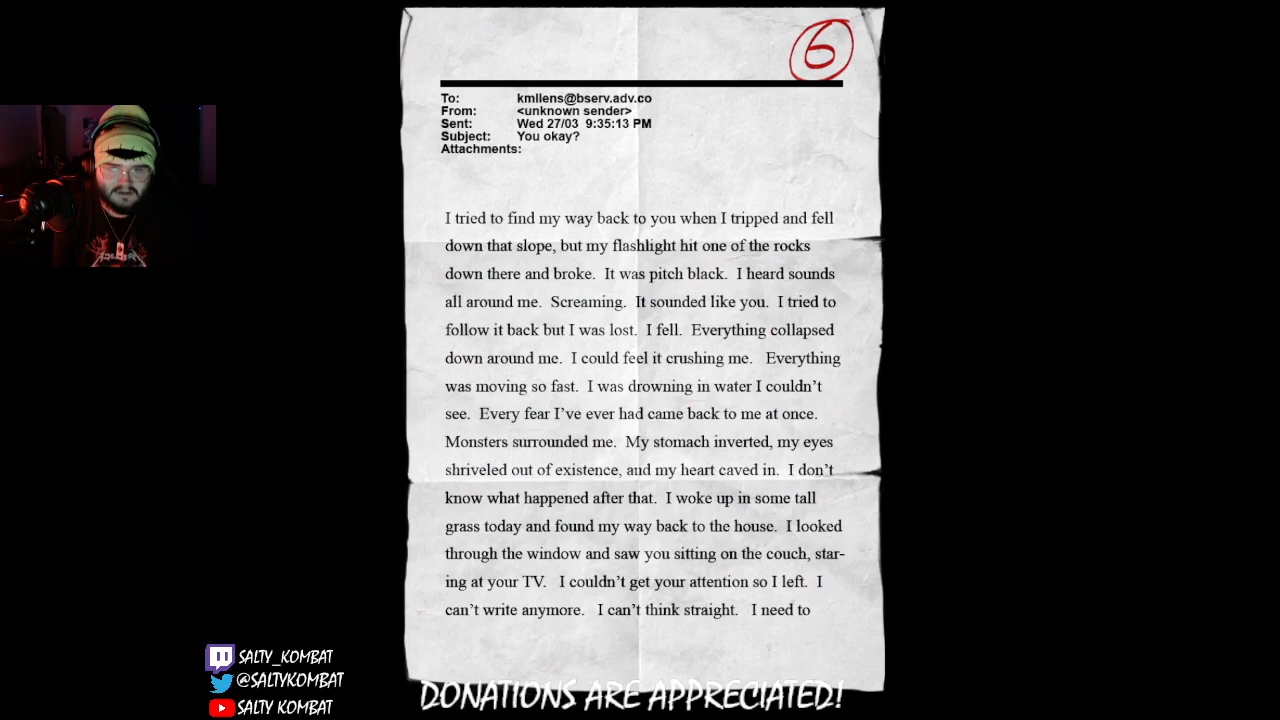 6
To: kmllens@bserv.adv.co
From: <unknown sender>
Sent: Wed 27/03 9:35:13 PM
Subject: You okay?
Attachments:
I tried to find my way back to you when I tripped and fell
down that slope, but my flashlight hit one of the rocks
down there and broke. It was pitch black. I heard sounds
all around me. Screaming. It sounded like you. I tried to
follow it back but I was lost. I fell. Everything collapsed
down around me. I could feel it crushing me. Everything
was moving so fast. I was drowning in water I couldn't
see. Every fear I've ever had came back to me at once.
Monsters surrounded me. My stomach inverted, my eyes
shriveled out of existence, and my heart caved in. I don't
know what happened after that. I woke up in some tall
grass today and found my way back to the house. I looked
through the window and saw you sitting on the couch, star-
ing at your TV. I couldn't get your attention so I left. I
can't write anymore. I can't think straight. I need to
SALTY_KOMBAT
@SALTYKOMBAT
SALTY KOMBAT
DONATIONS ARE APPRECIATED!